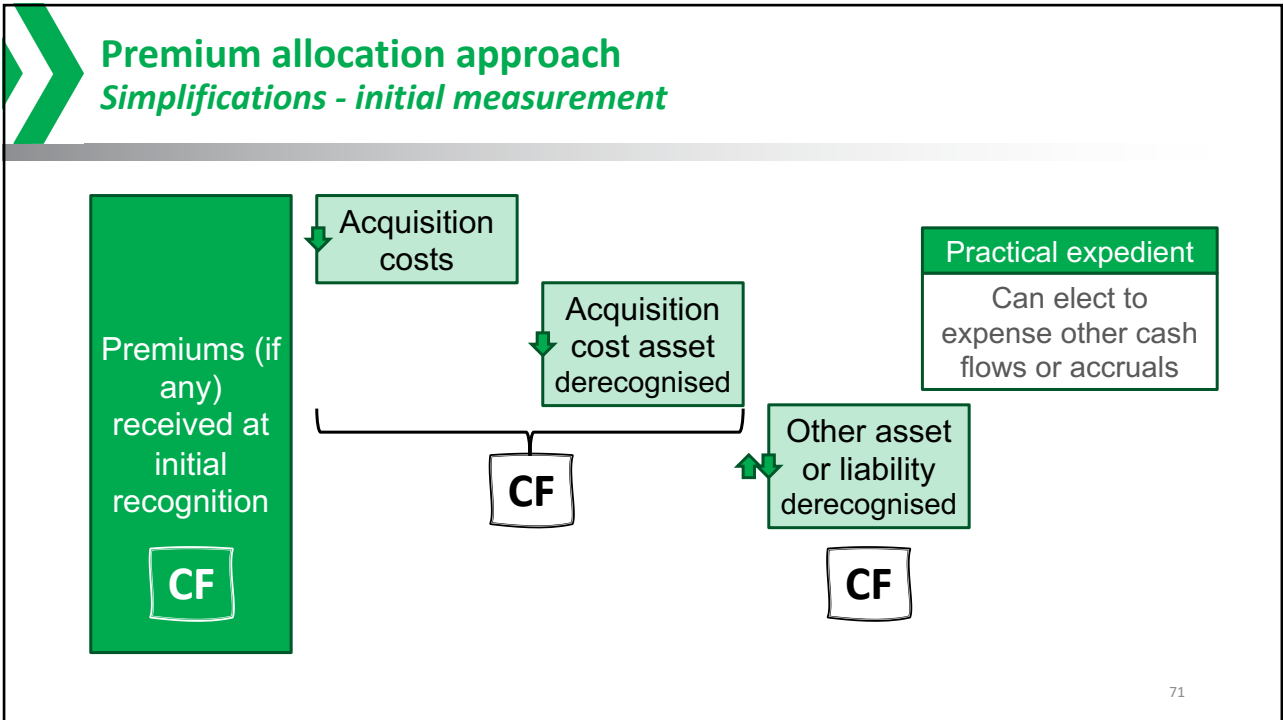 Premium allocation approach
Simplifications - initial measurement
Premiums (if
any)
received at
initial
recognition
CF
Acquisition
costs
Acquisition
cost asset
derecognised
CF
Other asset
or liability
derecognised
CF
Practical expedient
Can elect to
expense other cash
flows or accruals
71